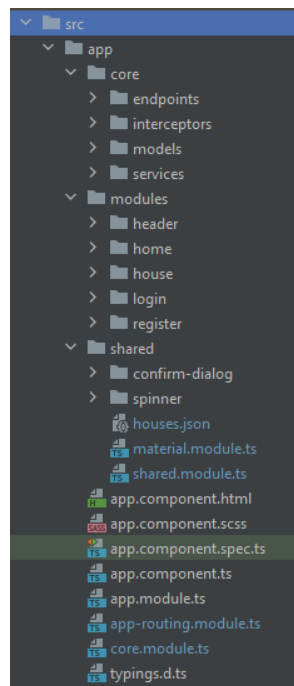 src
app
core
endpoints
interceptors
models
services
modules
header
home
house
login
register
shared
confirm-dialog
spinner
houses.json
material.module.ts
shared.module.ts
app.component.html
app.component.scss
app.component.spec.ts
app.component.ts
app.module.ts
app-routing.module.ts
core.module.ts
typings.d.ts